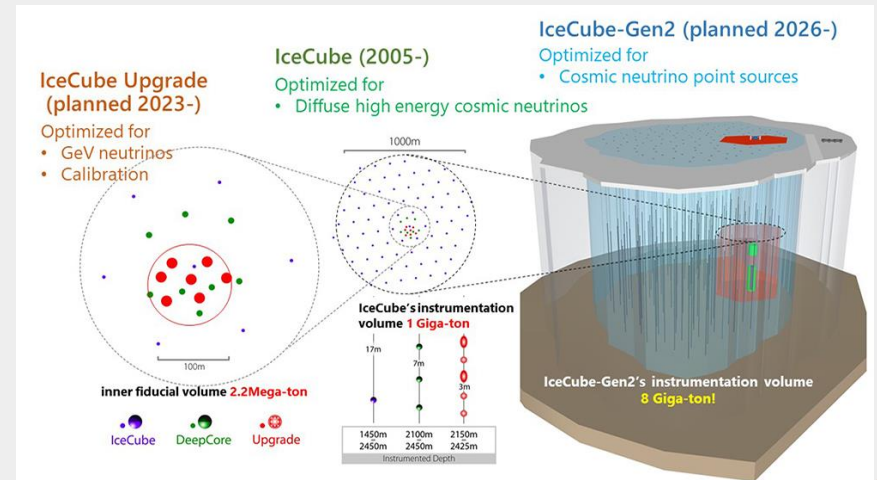 IceCube Upgrade
(planned 2023-)
Optimized for
• GeV neutrinos
• Calibration
100m
inner fiducial volume 2.2Mega-ton
IceCube
DeepCore
Upgrade
IceCube (2005-)
Optimized for
• Diffuse high energy cosmic neutrinos
1000m
IceCube's instrumentation
volume 1 Giga-ton
17m
7m
3m
1450m
2450m
2100m
2450m
2150m
2425m
Instrumented Depth
IceCube-Gen2 (planned 2026-)
Optimized for
• Cosmic neutrino point sources
IceCube-Gen2's instrumentation volume
8 Giga-ton!